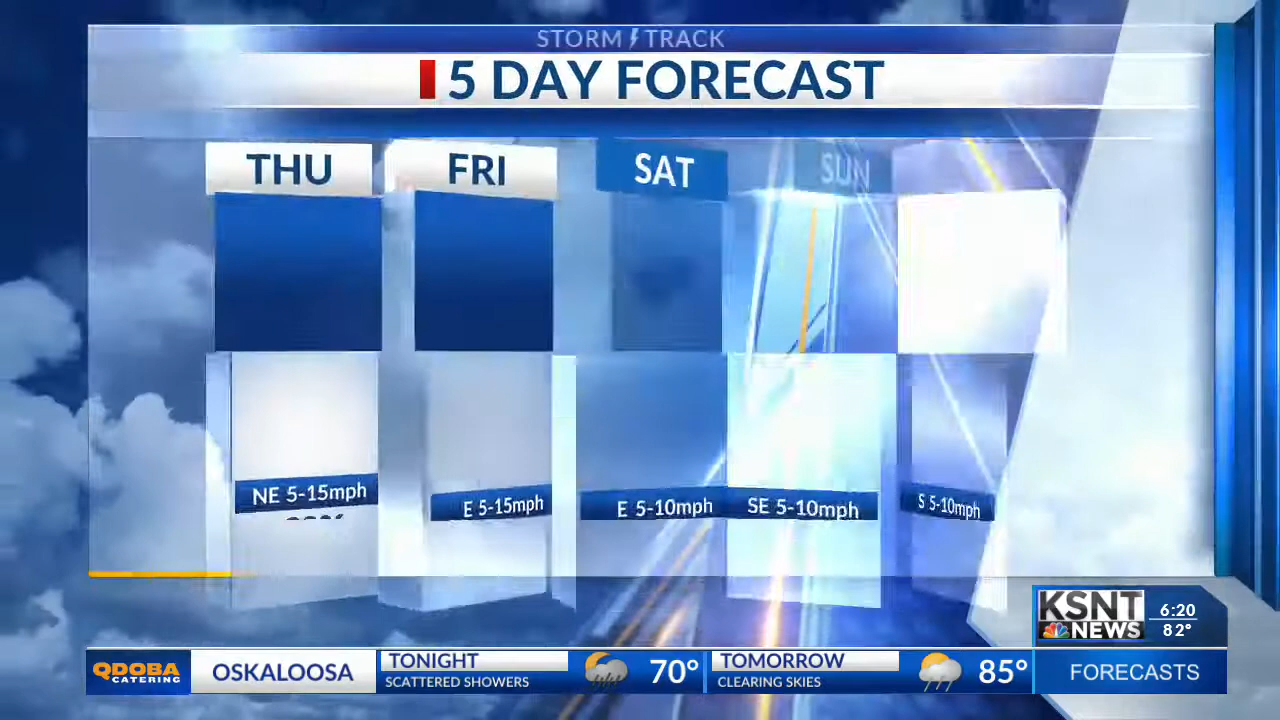 STORM TRACK
5 DAY FORECAST
THU FRI SAT SUN
NE 5-15mph E 5-15mph E 5-10mph SE 5-10mph S 5-10mph
KSNT
NEWS
6:20
82°
QDOBA
CATERING
OSKALOOSA
TONIGHT
SCATTERED SHOWERS
70°
TOMORROW
CLEARING SKIES
85°
FORECASTS